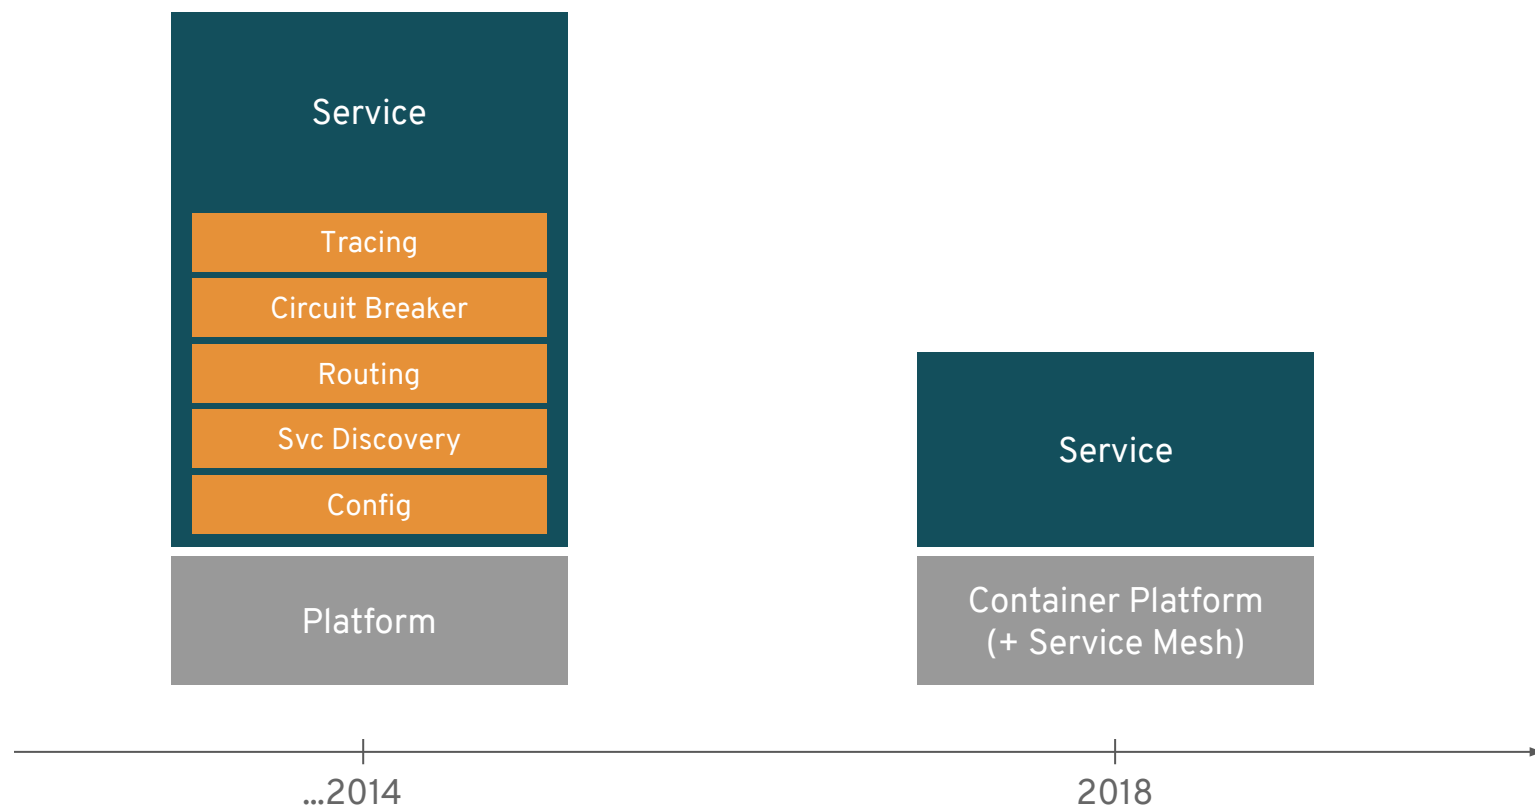 Service
Tracing
Circuit Breaker
Routing
Svc Discovery
Config
Platform
Service
Container Platform
(+ Service Mesh)
...2014
2018